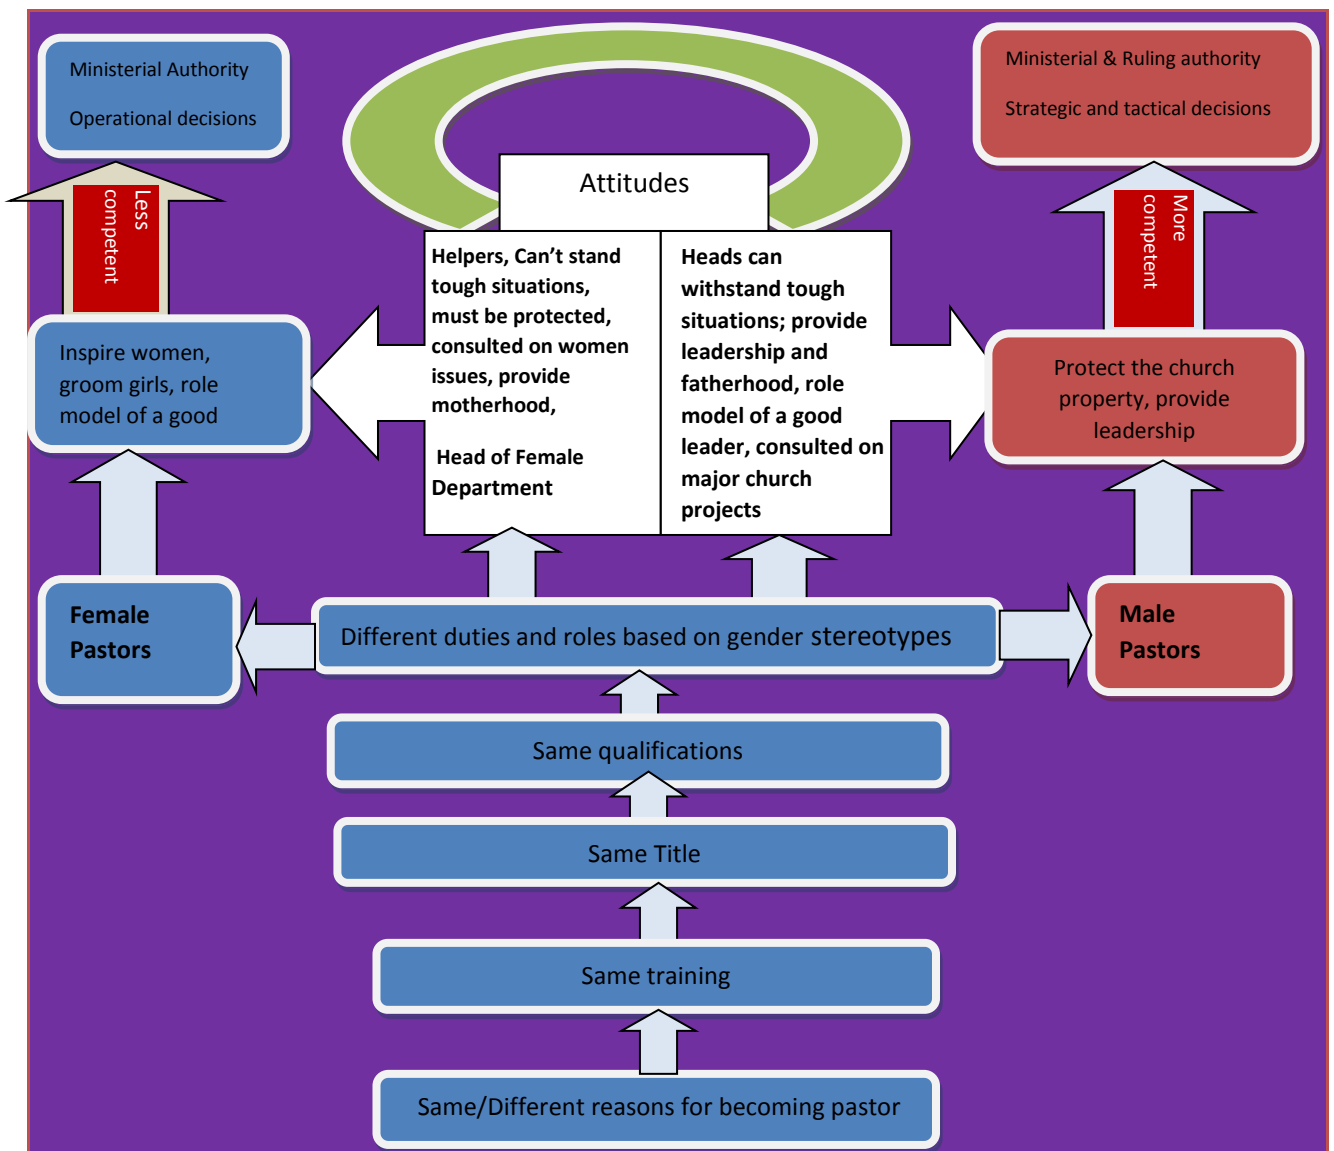 Ministerial Authority
Operational decisions
Ministerial & Ruling authority
Strategic and tactical decisions
Attitudes
Less
competent
More
competent
Helpers, Can’t stand
tough situations,
must be protected,
consulted on women
issues, provide
motherhood,
Head of Female
Department
Heads can
withstand tough
situations; provide
leadership and
fatherhood, role
model of a good
leader, consulted on
major church
projects
Inspire women,
groom girls, role
model of a good
Protect the church
property, provide
leadership
Female
Pastors
Different duties and roles based on gender stereotypes
Male
Pastors
Same qualifications
Same Title
Same training
Same/Different reasons for becoming pastor